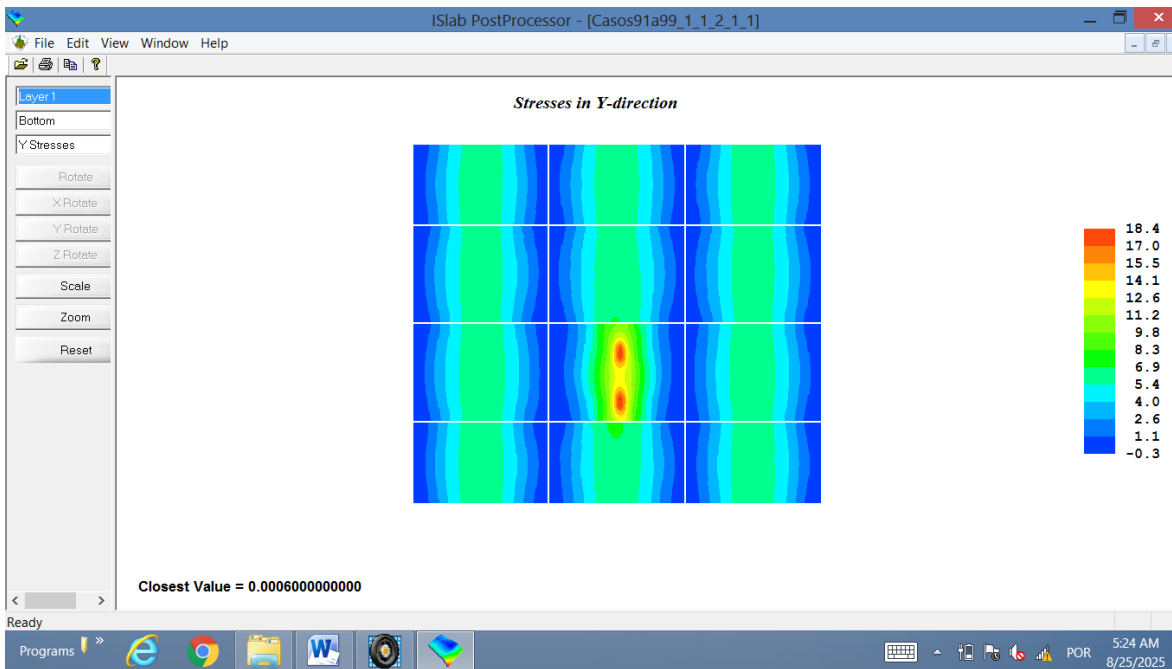 ISlab PostProcessor - [Casos91a99_1_1_2_1_1]
File Edit View Window Help
Layer1
Bottom
Y Stresses
Rotate
X Rotate
Y Rotate
Z Rotate
Scale
Zoom
Reset
Stresses in Y-direction
18.4
17.0
15.5
14.1
12.6
11.2
9.8
8.3
6.9
5.4
4.0
2.6
1.1
-0.3
Closest Value = 0.0006000000000
Ready
Programs » POR 5:24 AM
8/25/2025